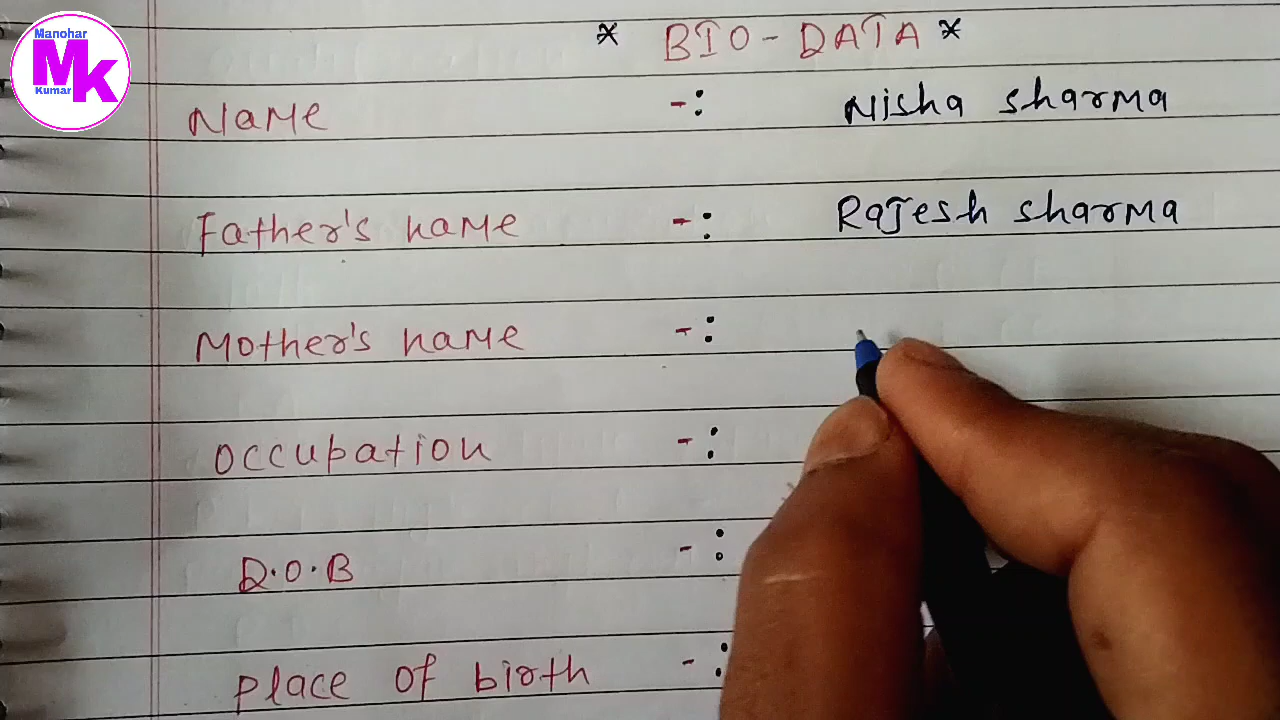 Manohar
MK
Kumar
* BIO-DATA *
Name -: Nisha sharma
Father's name -: Rajesh sharma
Mother's name -:
occupation -:
D.O.B -:
place of birth -: